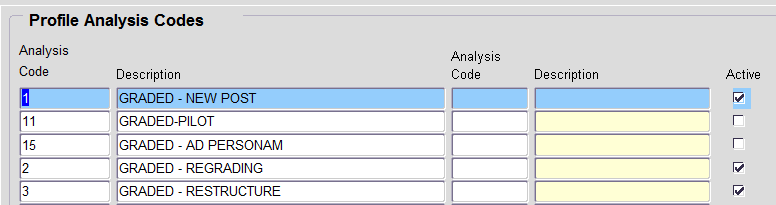 Profile Analysis Codes
Analysis Code Description Analysis Code Description Active
1 GRADED - NEW POST
11 GRADED-PILOT
15 GRADED - AD PERSONAM
2 GRADED - REGRADING
3 GRADED - RESTRUCTURE